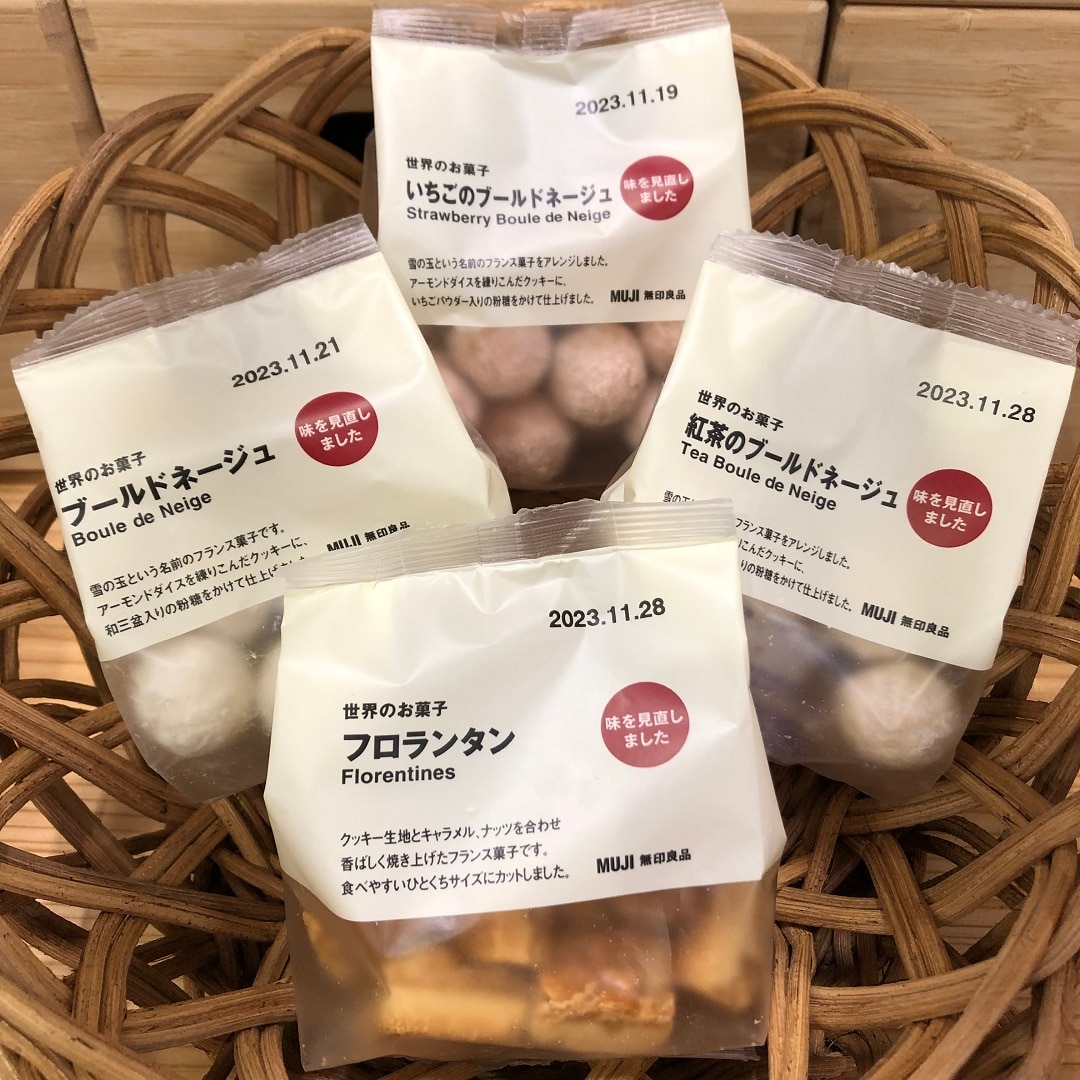 2023.11.19
世界のお菓子
いちごのブールドネージュ
Strawberry Boule de Neige
味を見直し
ました
雪の玉という名前のフランス菓子をアレンジしました。
アーモンドダイスを練りこんだクッキーに、
いちごパウダー入りの粉糖をかけて仕上げました。
MUJI 無印良品
2023.11.21
世界のお菓子
ブールドネージュ
Boule de Neige
味を見直し
ました
雪の玉という名前のフランス菓子です。
アーモンドダイスを練りこんだクッキーに、
和三盆入りの粉糖をかけて仕上げました
MUJI 無印良品
2023.11.28
世界のお菓子
紅茶のブールドネージュ
Tea Boule de Neige
味を見直し
ました
雪の
フランス菓子をアレンジしました。
りこんだクッキーに、
りの粉糖をかけて仕上げました。
MUJI 無印良品
2023.11.28
世界のお菓子
フロランタン
Florentines
味を見直し
ました
クッキー生地とキャラメル、ナッツを合わせ
香ばしく焼き上げたフランス菓子です。
食べやすいひとくちサイズにカットしました。
MUJI 無印良品